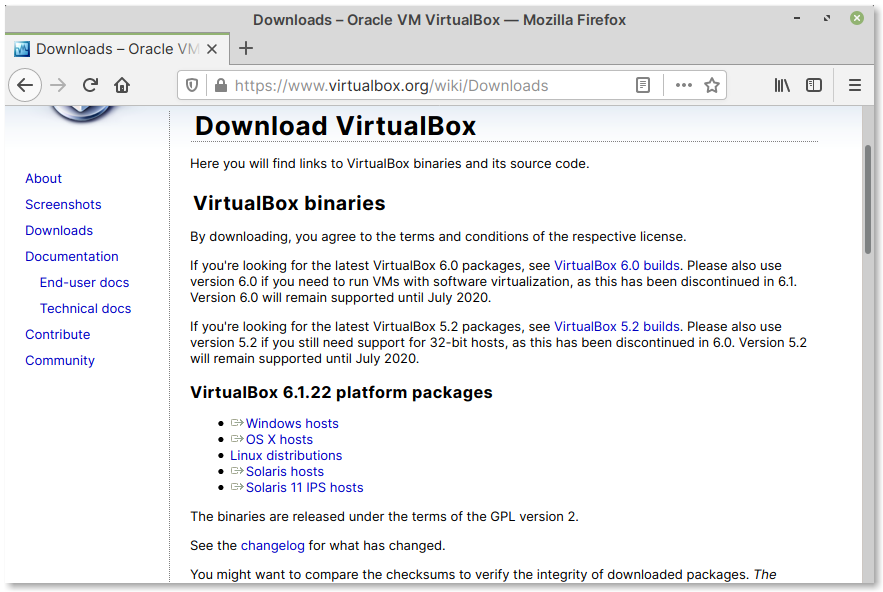 Downloads – Oracle VM VirtualBox — Mozilla Firefox
Downloads – Oracle VM
https://www.virtualbox.org/wiki/Downloads
Download VirtualBox
Here you will find links to VirtualBox binaries and its source code.
About
Screenshots
Downloads
Documentation
End-user docs
Technical docs
Contribute
Community
VirtualBox binaries
By downloading, you agree to the terms and conditions of the respective license.
If you're looking for the latest VirtualBox 6.0 packages, see VirtualBox 6.0 builds. Please also use
version 6.0 if you need to run VMs with software virtualization, as this has been discontinued in 6.1.
Version 6.0 will remain supported until July 2020.
If you're looking for the latest VirtualBox 5.2 packages, see VirtualBox 5.2 builds. Please also use
version 5.2 if you still need support for 32-bit hosts, as this has been discontinued in 6.0. Version 5.2
will remain supported until July 2020.
VirtualBox 6.1.22 platform packages
Windows hosts
OS X hosts
Linux distributions
Solaris hosts
Solaris 11 IPS hosts
The binaries are released under the terms of the GPL version 2.
See the changelog for what has changed.
You might want to compare the checksums to verify the integrity of downloaded packages. The